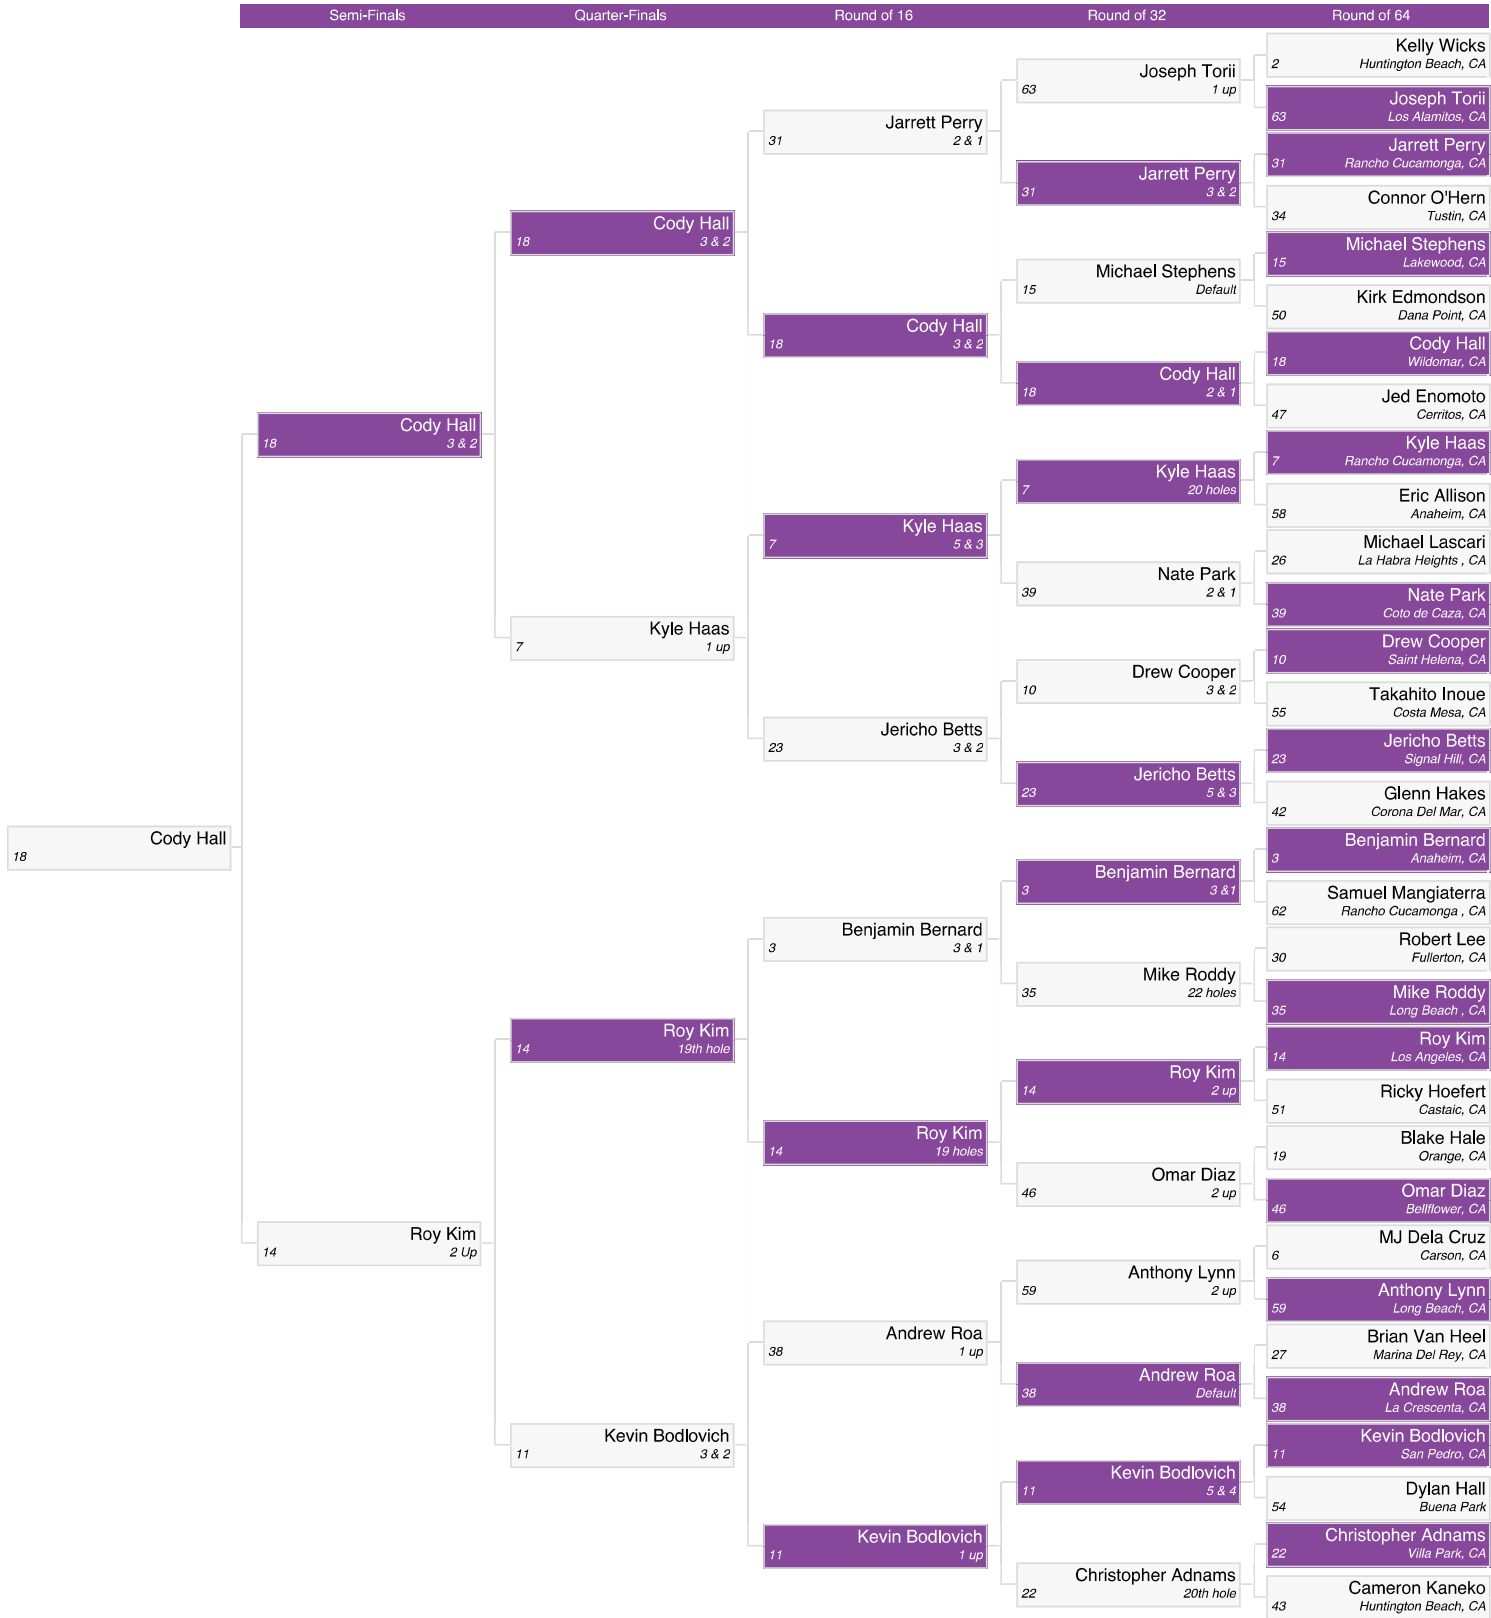 Semi-Finals
Quarter-Finals
Round of 16
Round of 32
Round of 64
Cody Hall
18
Cody Hall
18 3 & 2
Roy Kim
14 2 Up
Cody Hall
18 3 & 2
Kyle Haas
7 1 up
Roy Kim
14 19th hole
Kevin Bodlovich
11 3 & 2
Jarrett Perry
31 2 & 1
Cody Hall
18 3 & 2
Kyle Haas
7 5 & 3
Jericho Betts
23 3 & 2
Benjamin Bernard
3 3 & 1
Roy Kim
14 19 holes
Andrew Roa
38 1 up
Kevin Bodlovich
11 1 up
Joseph Torii
63 1 up
Jarrett Perry
31 3 & 2
Michael Stephens
15 Default
Cody Hall
18 2 & 1
Kyle Haas
7 20 holes
Nate Park
39 2 & 1
Drew Cooper
10 3 & 2
Jericho Betts
23 5 & 3
Benjamin Bernard
3 3 &1
Mike Roddy
35 22 holes
Roy Kim
14 2 up
Omar Diaz
46 2 up
Anthony Lynn
59 2 up
Andrew Roa
38 Default
Kevin Bodlovich
11 5 & 4
Christopher Adnams
22 20th hole
Kelly Wicks
2 Huntington Beach, CA
Joseph Torii
63 Los Alamitos, CA
Jarrett Perry
31 Rancho Cucamonga, CA
Connor O'Hern
34 Tustin, CA
Michael Stephens
15 Lakewood, CA
Kirk Edmondson
50 Dana Point, CA
Cody Hall
18 Wildomar, CA
Jed Enomoto
47 Cerritos, CA
Kyle Haas
7 Rancho Cucamonga, CA
Eric Allison
58 Anaheim, CA
Michael Lascari
26 La Habra Heights , CA
Nate Park
39 Coto de Caza, CA
Drew Cooper
10 Saint Helena, CA
Takahito Inoue
55 Costa Mesa, CA
Jericho Betts
23 Signal Hill, CA
Glenn Hakes
42 Corona Del Mar, CA
Benjamin Bernard
3 Anaheim, CA
Samuel Mangiaterra
62 Rancho Cucamonga , CA
Robert Lee
30 Fullerton, CA
Mike Roddy
35 Long Beach , CA
Roy Kim
14 Los Angeles, CA
Ricky Hoefert
51 Castaic, CA
Blake Hale
19 Orange, CA
Omar Diaz
46 Bellflower, CA
MJ Dela Cruz
6 Carson, CA
Anthony Lynn
59 Long Beach, CA
Brian Van Heel
27 Marina Del Rey, CA
Andrew Roa
38 La Crescenta, CA
Kevin Bodlovich
11 San Pedro, CA
Dylan Hall
54 Buena Park
Christopher Adnams
22 Villa Park, CA
Cameron Kaneko
43 Huntington Beach, CA